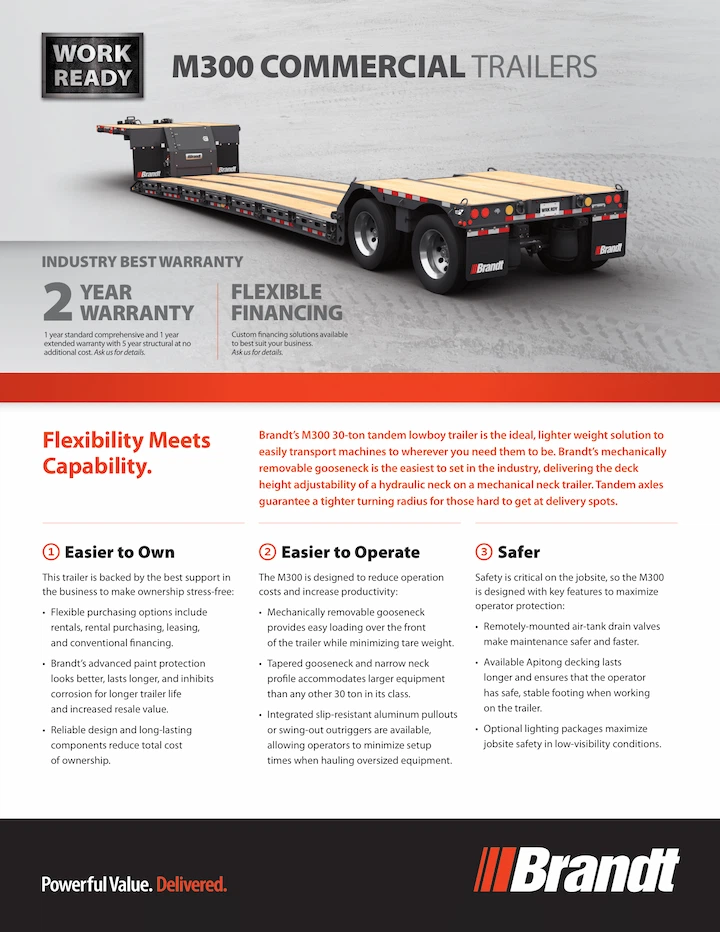 WORK
READY
M300 COMMERCIAL TRAILERS
Brandt
Brandt
WORK RDY
Brandt
Brandt
INDUSTRY BEST WARRANTY
2 YEAR
WARRANTY
1 year standard comprehensive and 1 year
extended warranty with 5 year structural at no
additional cost. Ask us for details.
FLEXIBLE
FINANCING
Custom financing solutions available
to best suit your business.
Ask us for details.
Flexibility Meets
Capability.
Brandt's M300 30-ton tandem lowboy trailer is the ideal, lighter weight solution to
easily transport machines to wherever you need them to be. Brandt's mechanically
removable gooseneck is the easiest to set in the industry, delivering the deck
height adjustability of a hydraulic neck on a mechanical neck trailer. Tandem axles
guarantee a tighter turning radius for those hard to get at delivery spots.
1 Easier to Own
This trailer is backed by the best support in
the business to make ownership stress-free:
• Flexible purchasing options include
rentals, rental purchasing, leasing,
and conventional financing.
• Brandt's advanced paint protection
looks better, lasts longer, and inhibits
corrosion for longer trailer life
and increased resale value.
• Reliable design and long-lasting
components reduce total cost
of ownership.
2 Easier to Operate
The M300 is designed to reduce operation
costs and increase productivity:
• Mechanically removable gooseneck
provides easy loading over the front
of the trailer while minimizing tare weight.
• Tapered gooseneck and narrow neck
profile accommodates larger equipment
than any other 30 ton in its class.
• Integrated slip-resistant aluminum pullouts
or swing-out outriggers are available,
allowing operators to minimize setup
times when hauling oversized equipment.
3 Safer
Safety is critical on the jobsite, so the M300
is designed with key features to maximize
operator protection:
• Remotely-mounted air-tank drain valves
make maintenance safer and faster.
• Available Apitong decking lasts
longer and ensures that the operator
has safe, stable footing when working
on the trailer.
• Optional lighting packages maximize
jobsite safety in low-visibility conditions.
Powerful Value. Delivered.
Brandt